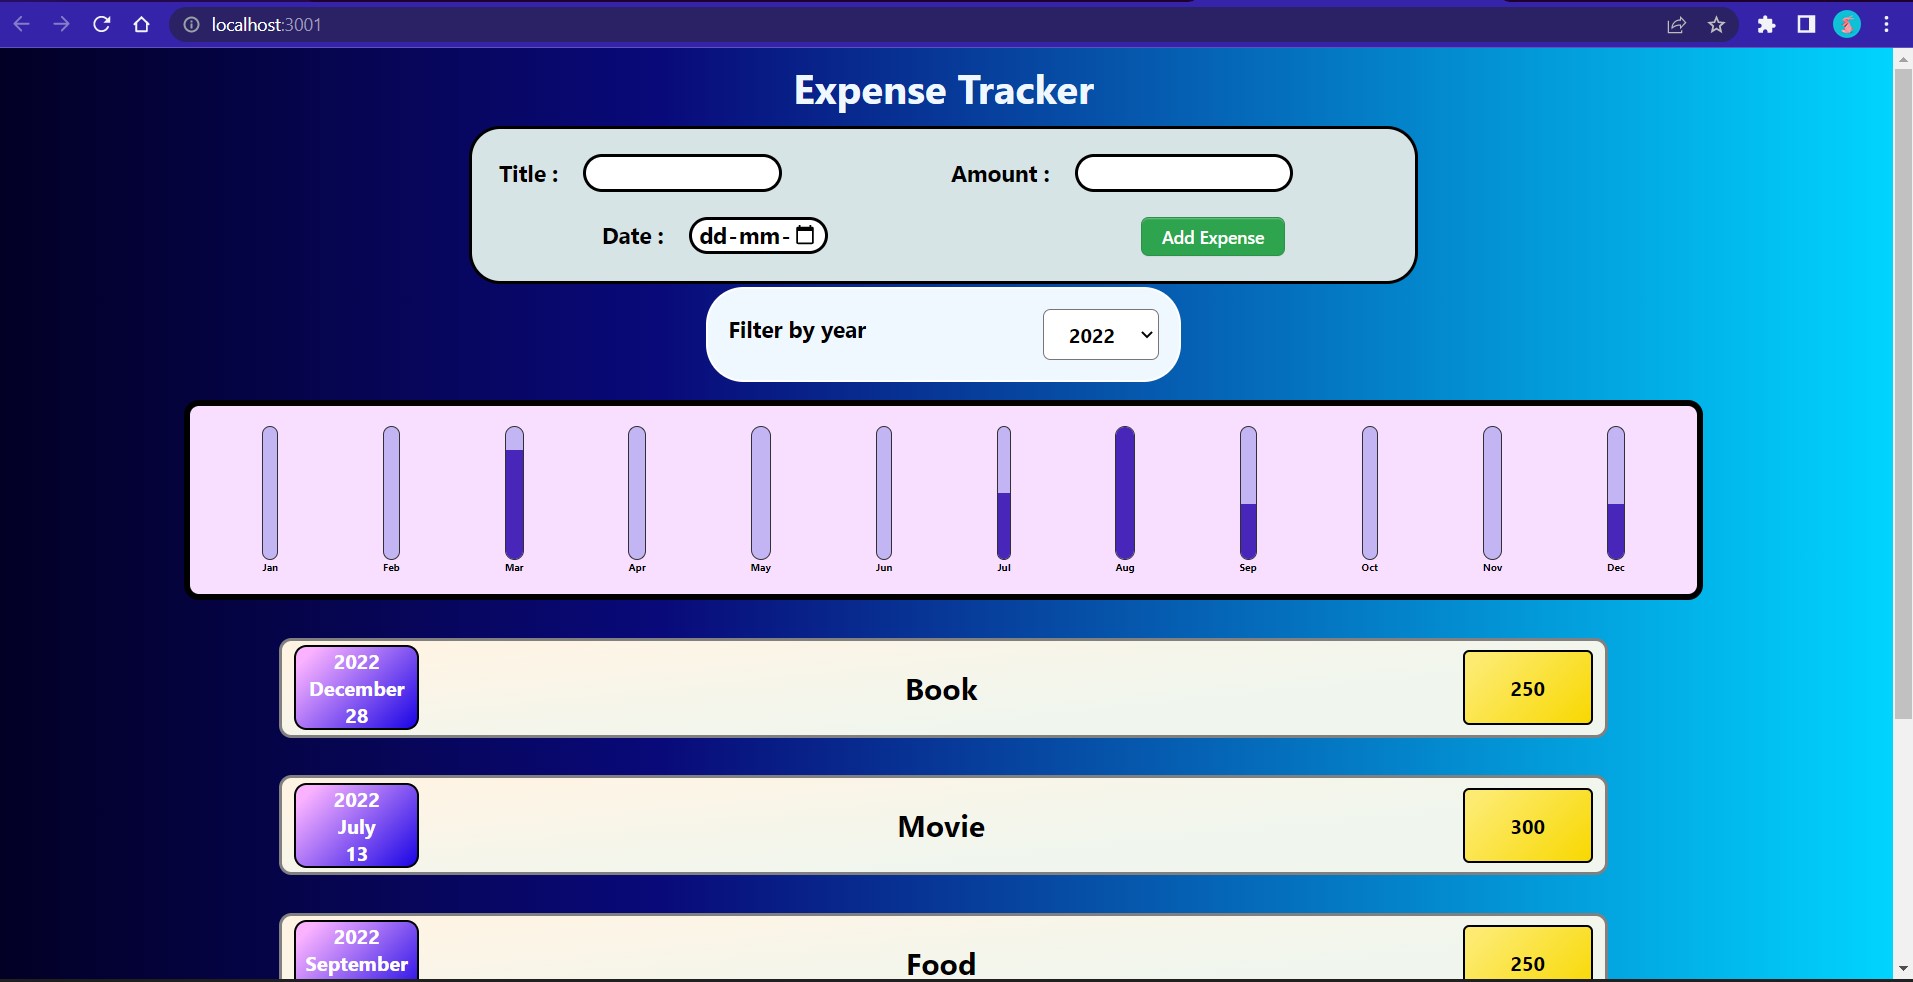 localhost:3001
Expense Tracker
Title :
Amount :
Date :
dd-mm-
Add Expense
Filter by year
2022
Jan Feb Mar Apr May Jun Jul Aug Sep Oct Nov Dec
2022
December
28
Book
250
2022
July
13
Movie
300
2022
September
Food
250